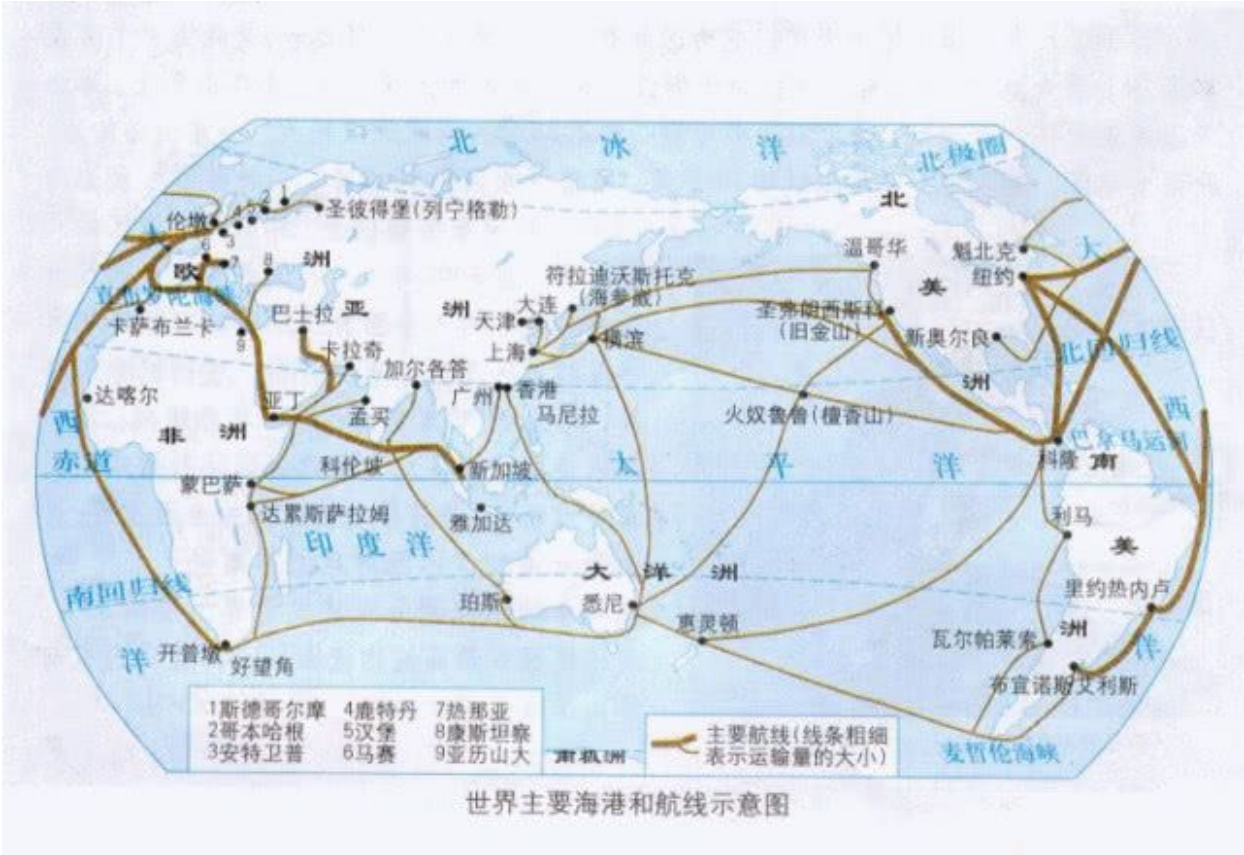 北冰洋
北极圈
伦敦
4
5
2
1
圣彼得堡(列宁格勒)
3
大
6
7
8
欧
洲
直布罗陀海峡
卡萨布兰卡
9
巴士拉
亚
洲
天津
大连
符拉迪沃斯托克
(海参崴)
上海
横滨
卡拉奇
加尔各答
广州
香港
马尼拉
北
美
洲
温哥华
圣弗朗西斯科
(旧金山)
魁北克
纽约
新奥尔良
大
北回归线
西
达喀尔
西
非洲
亚丁
孟买
火奴鲁鲁(檀香山)
巴拿马运河
科隆
南
赤道
科伦坡
新加坡
太平洋
蒙巴萨
达累斯萨拉姆
雅加达
印度洋
利马
美
南回归线
大洋洲
珀斯
悉尼
惠灵顿
里约热内卢
洲
洋
洋
开普墩
好望角
瓦尔帕莱索
布宜诺斯艾利斯
1斯德哥尔摩 4鹿特丹 7热那亚
2哥本哈根 5汉堡 8康斯坦察
3安特卫普 6马赛 9亚历山大
南极洲
主要航线(线条粗细
表示运输量的大小)
麦哲伦海峡
世界主要海港和航线示意图